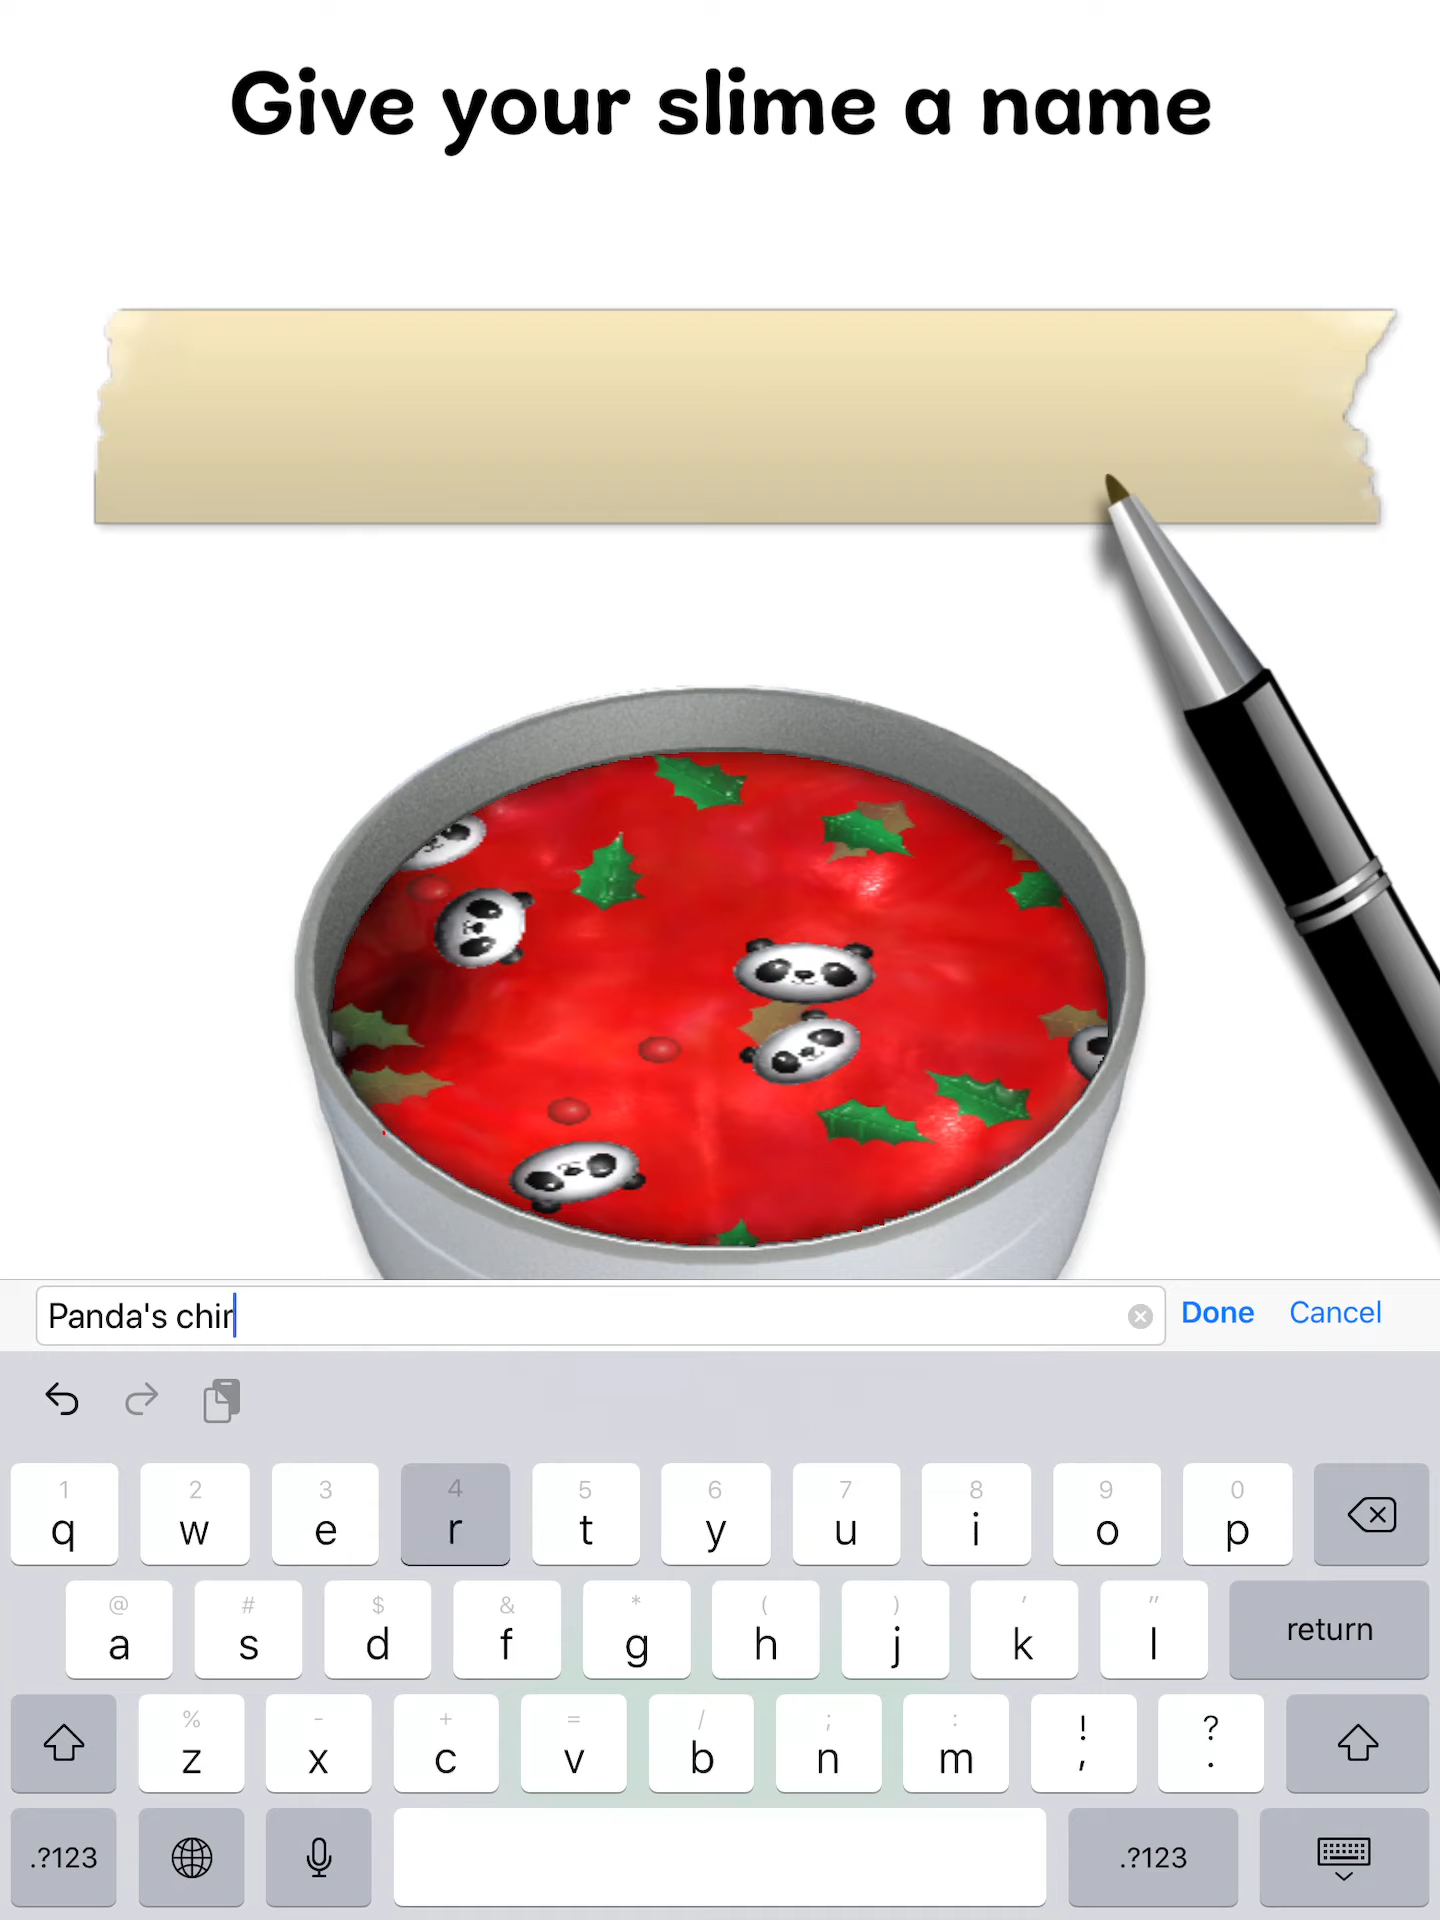 Give your slime a name
Panda's chir
Done
Cancel
1 2 3 4 5 6 7 8 9 0
q w e r t y u i o p
@ # $ & * ( ) ' "
a s d f g h j k l return
% - + = / ; : ! ?
z x c v b n m , .
.?123 .?123